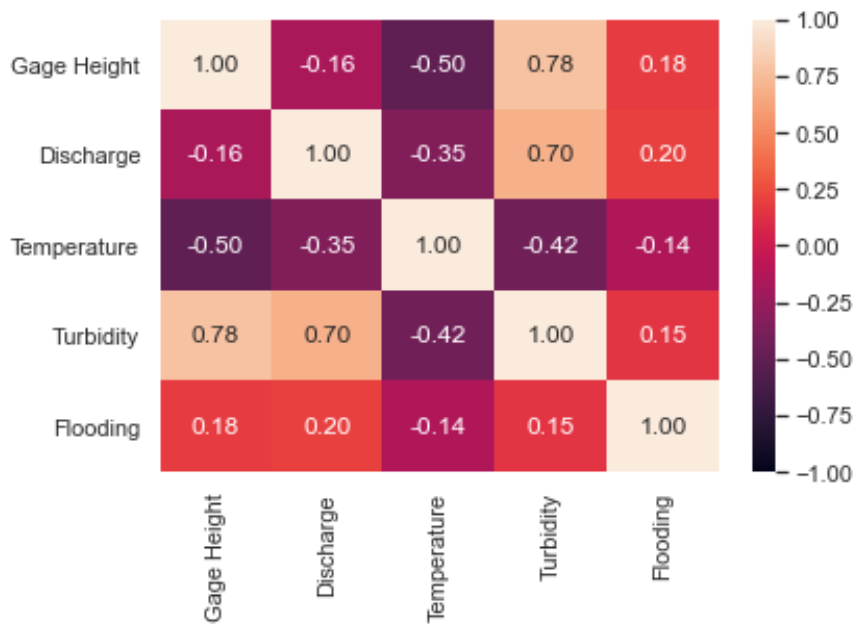 Gage Height 1.00 -0.16 -0.50 0.78 0.18
Discharge -0.16 1.00 -0.35 0.70 0.20
Temperature -0.50 -0.35 1.00 -0.42 -0.14
Turbidity 0.78 0.70 -0.42 1.00 0.15
Flooding 0.18 0.20 -0.14 0.15 1.00
Gage Height
Discharge
Temperature
Turbidity
Flooding
1.00
0.75
0.50
0.25
0.00
−0.25
−0.50
−0.75
−1.00